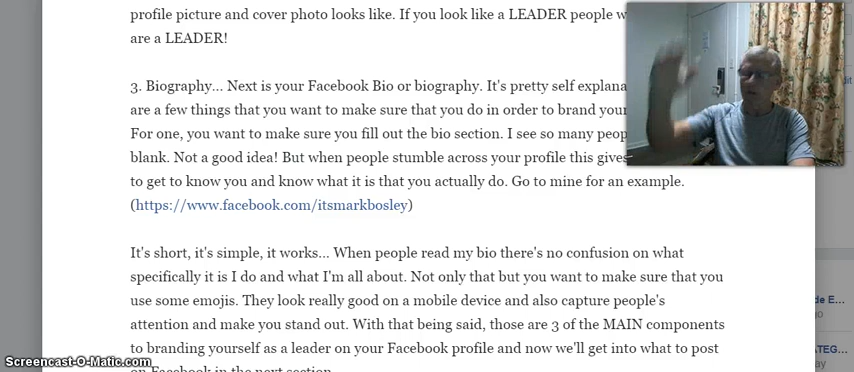 profile picture and cover photo looks like. If you look like a LEADER people
are a LEADER!
3. Biography... Next is your Facebook Bio or biography. It's pretty self
are a few things that you want to make sure that you do in order to brand
For one, you want to make sure you fill out the bio section. I see so many
blank. Not a good idea! But when people stumble across your profile this gives
to get to know you and know what it is that you actually do. Go to mine for an example.
(https://www.facebook.com/itsmarkbosley)
It's short, it's simple, it works... When people read my bio there's no confusion on what
specifically it is I do and what I'm all about. Not only that but you want to make sure that you
use some emojis. They look really good on a mobile device and also capture people's
attention and make you stand out. With that being said, those are 3 of the MAIN components
to branding yourself as a leader on your Facebook profile and now we'll get into what to post
on Facebook in the next section
Screencast-O-Matic.com